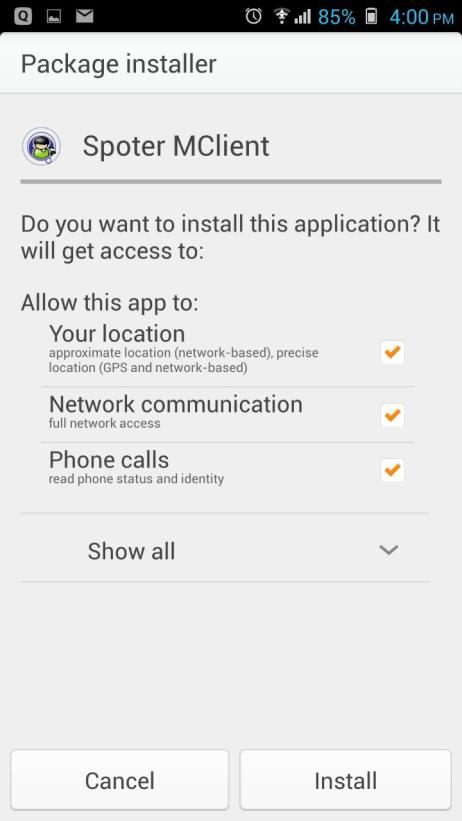 85% 4:00 PM
Package installer
Spoter MClient
Do you want to install this application? It
will get access to:
Allow this app to:
Your location
approximate location (network-based), precise
location (GPS and network-based)
Network communication
full network access
Phone calls
read phone status and identity
Show all
Cancel
Install